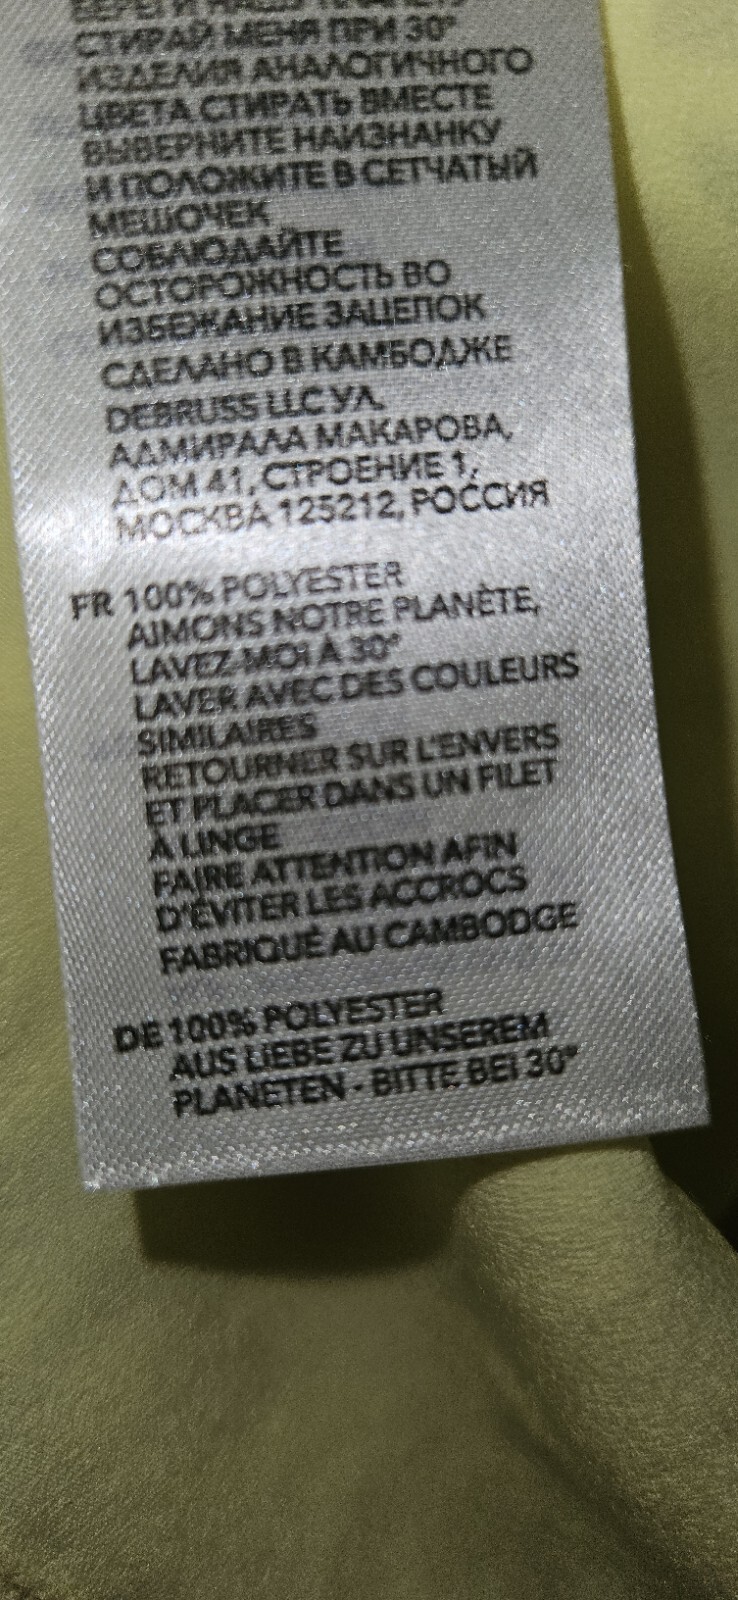 БЕРЕГИ НАШУ ПЛАНЕТУ
СТИРАЙ МЕНЯ ПРИ 30°
ИЗДЕЛИЯ АНАЛОГИЧНОГО
ЦВЕТА СТИРАТЬ ВМЕСТЕ
ВЫВЕРНИТЕ НАИЗНАНКУ
И ПОЛОЖИТЕ В СЕТЧАТЫЙ
МЕШОЧЕК
СОБЛЮДАЙТЕ
ОСТОРОЖНОСТЬ ВО
ИЗБЕЖАНИЕ ЗАЦЕПОК
СДЕЛАНО В КАМБОДЖЕ
DEBRUSS LLC УЛ.
АДМИРАЛА МАКАРОВА,
ДОМ 41, СТРОЕНИЕ 1,
МОСКВА 125212, РОССИЯ
FR 100% POLYESTER
AIMONS NOTRE PLANÈTE,
LAVEZ-MOI À 30°
LAVER AVEC DES COULEURS
SIMILAIRES
RETOURNER SUR L'ENVERS
ET PLACER DANS UN FILET
À LINGE
FAIRE ATTENTION AFIN
D'ÉVITER LES ACCROCS
FABRIQUÉ AU CAMBODGE
DE 100% POLYESTER
AUS LIEBE ZU UNSEREM
PLANETEN - BITTE BEI 30°